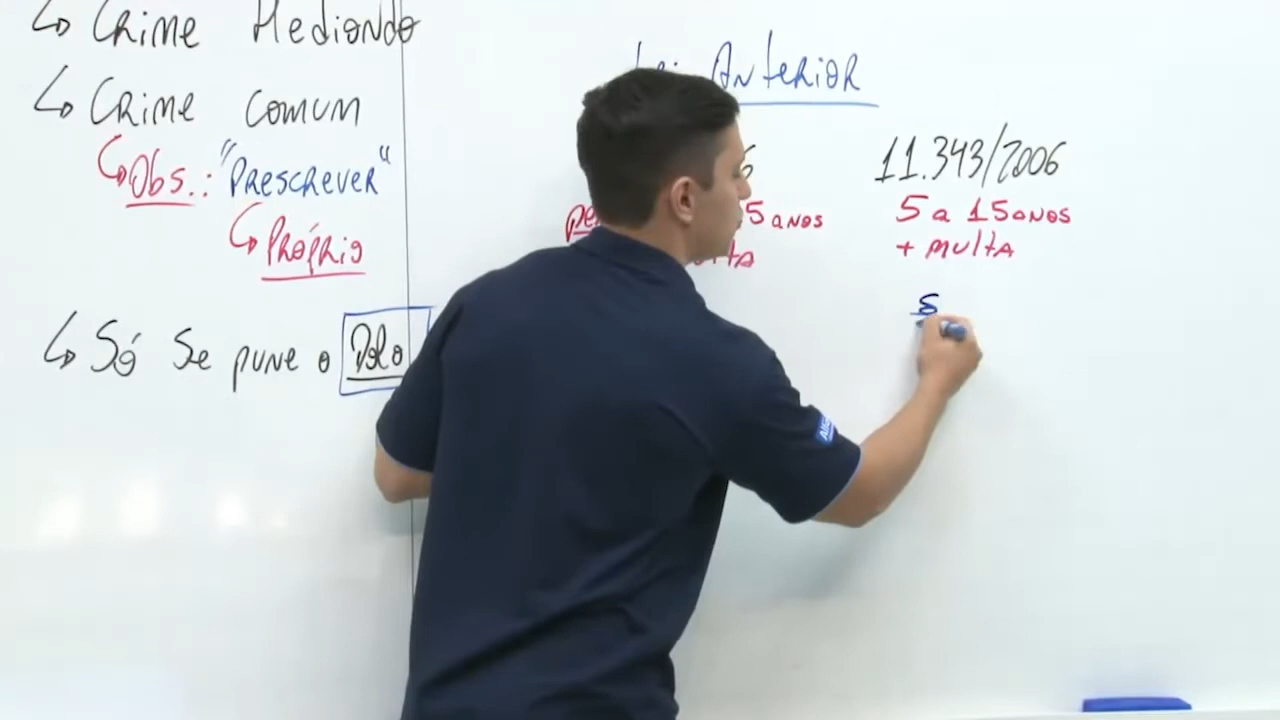 ↳ Crime Hediondo
↳ Crime comum
↳ Obs.: "Prescrever"
↳ Próprio
↳ Só se pune o Dolo
Anterior
5 anos
11.343/2006
5 a 15 anos
+ multa
§